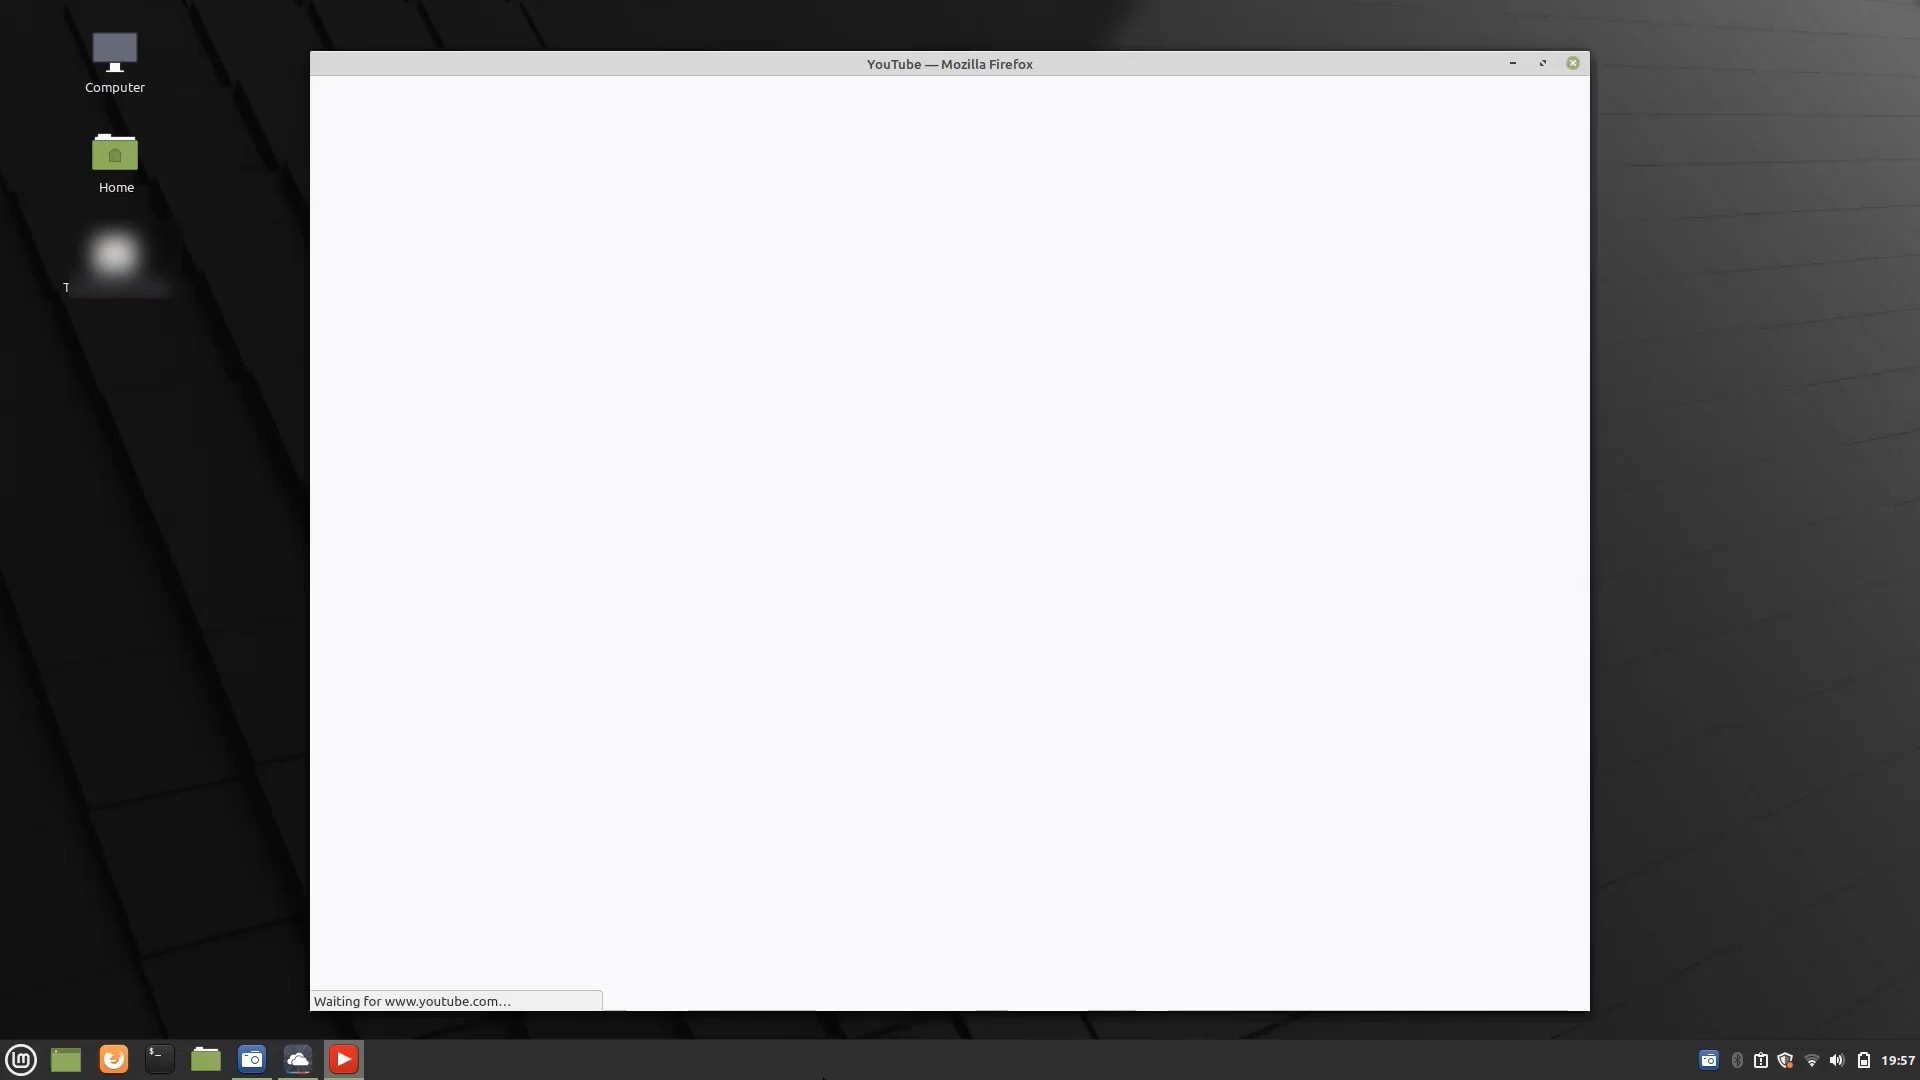 Computer
Home
T
YouTube — Mozilla Firefox
Waiting for www.youtube.com…
$_
19:57